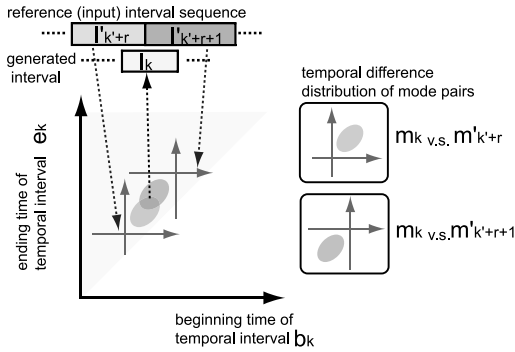 reference (input) interval sequence
I'k'+r I'k'+r+1
generated interval
Ik
temporal difference distribution of mode pairs
mk v.s. m'k'+r
mk v.s. m'k'+r+1
ending time of temporal interval ek
beginning time of temporal interval bk